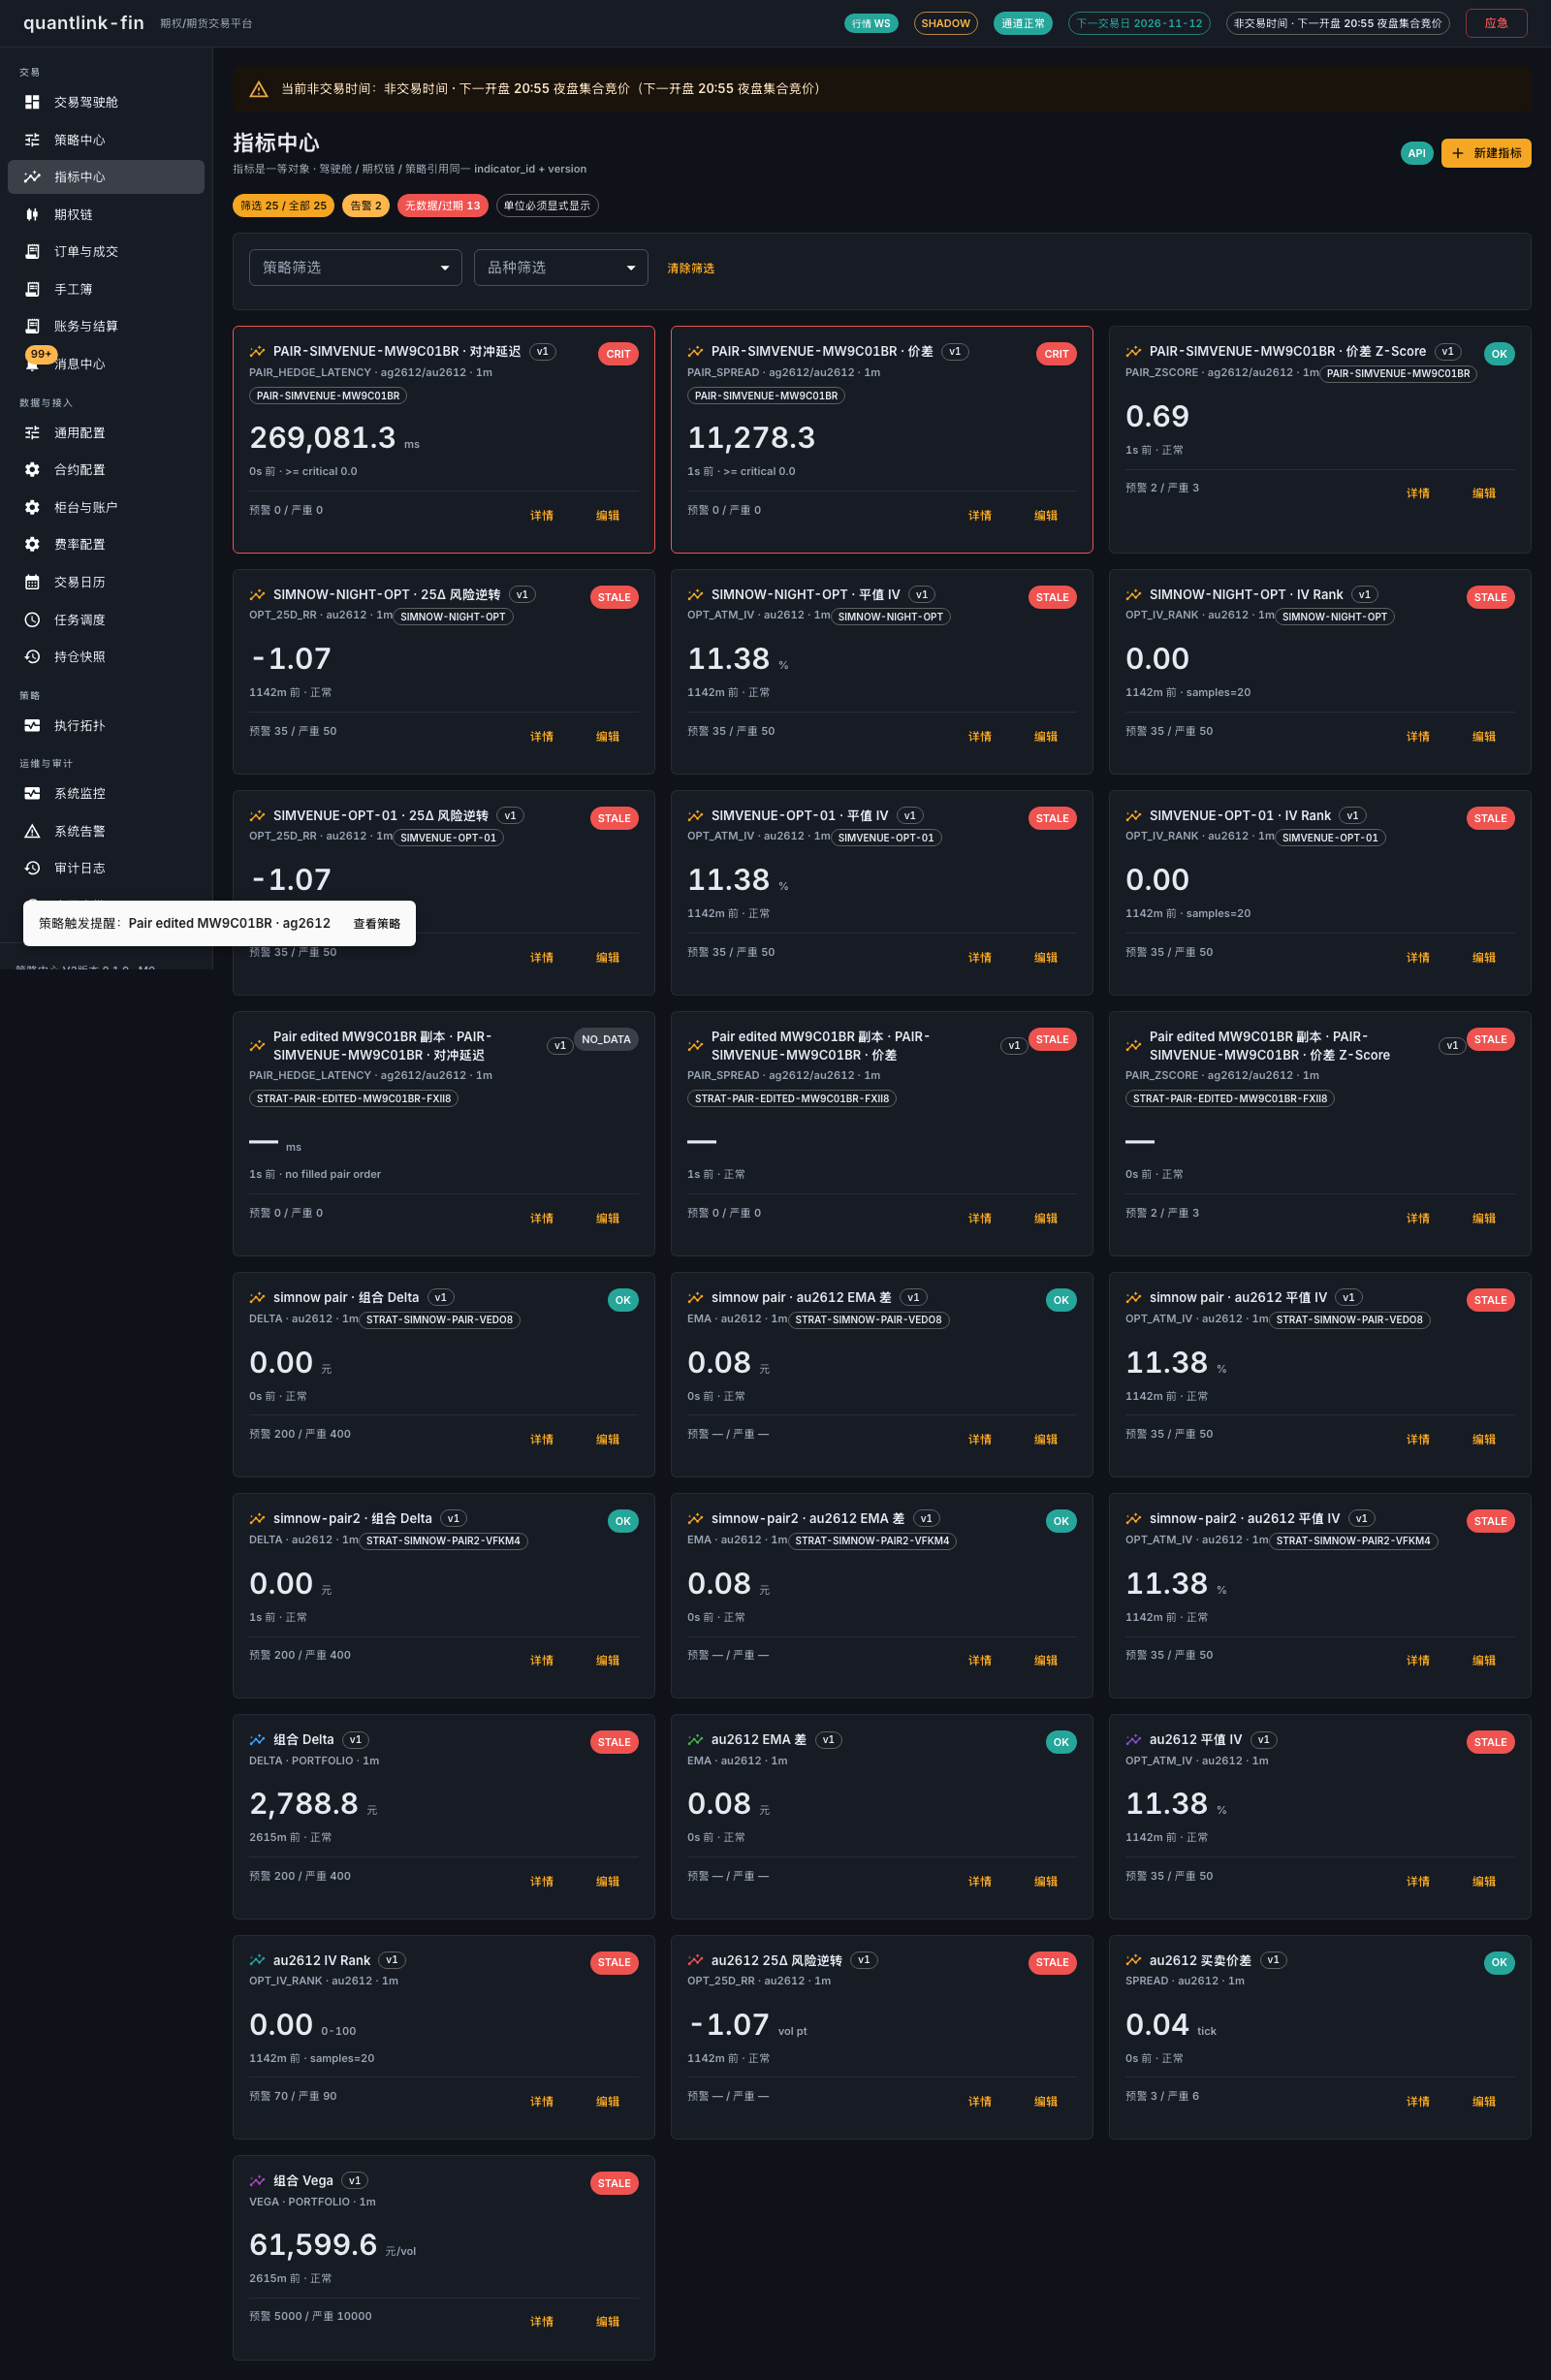 quantlink-fin 期权/期货交易平台 行情 WS SHADOW 通道正常 下一交易日 2026-11-12 非交易时间 · 下一开盘 20:55 夜盘集合竞价 应急
交易
交易驾驶舱
策略中心
指标中心
期权链
订单与成交
手工簿
账务与结算
99+
消息中心
数据与接入
通用配置
合约配置
柜台与账户
费率配置
交易日历
任务调度
持仓快照
策略
执行拓扑
运维与审计
系统监控
系统告警
审计日志
策略触发提醒：Pair edited MW9C01BR · ag2612 查看策略
当前非交易时间：非交易时间 · 下一开盘 20:55 夜盘集合竞价（下一开盘 20:55 夜盘集合竞价）
指标中心
指标是一等对象 · 驾驶舱 / 期权链 / 策略引用同一 indicator_id + version
API + 新建指标
筛选 25 / 全部 25 告警 2 无数据/过期 13 单位必须显式显示
策略筛选 品种筛选 清除筛选
PAIR-SIMVENUE-MW9C01BR · 对冲延迟 v1 CRIT
PAIR_HEDGE_LATENCY · ag2612/au2612 · 1m
PAIR-SIMVENUE-MW9C01BR
269,081.3 ms
0s 前 · >= critical 0.0
预警 0 / 严重 0 详情 编辑
PAIR-SIMVENUE-MW9C01BR · 价差 v1 CRIT
PAIR_SPREAD · ag2612/au2612 · 1m
PAIR-SIMVENUE-MW9C01BR
11,278.3
1s 前 · >= critical 0.0
预警 0 / 严重 0 详情 编辑
PAIR-SIMVENUE-MW9C01BR · 价差 Z-Score v1 OK
PAIR_ZSCORE · ag2612/au2612 · 1m PAIR-SIMVENUE-MW9C01BR
0.69
1s 前 · 正常
预警 2 / 严重 3 详情 编辑
SIMNOW-NIGHT-OPT · 25Δ 风险逆转 v1 STALE
OPT_25D_RR · au2612 · 1m SIMNOW-NIGHT-OPT
-1.07
1142m 前 · 正常
预警 35 / 严重 50 详情 编辑
SIMNOW-NIGHT-OPT · 平值 IV v1 STALE
OPT_ATM_IV · au2612 · 1m SIMNOW-NIGHT-OPT
11.38 %
1142m 前 · 正常
预警 35 / 严重 50 详情 编辑
SIMNOW-NIGHT-OPT · IV Rank v1 STALE
OPT_IV_RANK · au2612 · 1m SIMNOW-NIGHT-OPT
0.00
1142m 前 · samples=20
预警 35 / 严重 50 详情 编辑
SIMVENUE-OPT-01 · 25Δ 风险逆转 v1 STALE
OPT_25D_RR · au2612 · 1m SIMVENUE-OPT-01
-1.07
预警 35 / 严重 50 详情 编辑
SIMVENUE-OPT-01 · 平值 IV v1 STALE
OPT_ATM_IV · au2612 · 1m SIMVENUE-OPT-01
11.38 %
1142m 前 · 正常
预警 35 / 严重 50 详情 编辑
SIMVENUE-OPT-01 · IV Rank v1 STALE
OPT_IV_RANK · au2612 · 1m SIMVENUE-OPT-01
0.00
1142m 前 · samples=20
预警 35 / 严重 50 详情 编辑
Pair edited MW9C01BR 副本 · PAIR-
SIMVENUE-MW9C01BR · 对冲延迟 v1 NO_DATA
PAIR_HEDGE_LATENCY · ag2612/au2612 · 1m
STRAT-PAIR-EDITED-MW9C01BR-FXII8
— ms
1s 前 · no filled pair order
预警 0 / 严重 0 详情 编辑
Pair edited MW9C01BR 副本 · PAIR-
SIMVENUE-MW9C01BR · 价差 v1 STALE
PAIR_SPREAD · ag2612/au2612 · 1m
STRAT-PAIR-EDITED-MW9C01BR-FXII8
—
1s 前 · 正常
预警 0 / 严重 0 详情 编辑
Pair edited MW9C01BR 副本 · PAIR-
SIMVENUE-MW9C01BR · 价差 Z-Score v1 STALE
PAIR_ZSCORE · ag2612/au2612 · 1m
STRAT-PAIR-EDITED-MW9C01BR-FXII8
—
0s 前 · 正常
预警 2 / 严重 3 详情 编辑
simnow pair · 组合 Delta v1 OK
DELTA · au2612 · 1m STRAT-SIMNOW-PAIR-VEDO8
0.00 元
0s 前 · 正常
预警 200 / 严重 400 详情 编辑
simnow pair · au2612 EMA 差 v1 OK
EMA · au2612 · 1m STRAT-SIMNOW-PAIR-VEDO8
0.08 元
0s 前 · 正常
预警 — / 严重 — 详情 编辑
simnow pair · au2612 平值 IV v1 STALE
OPT_ATM_IV · au2612 · 1m STRAT-SIMNOW-PAIR-VEDO8
11.38 %
1142m 前 · 正常
预警 35 / 严重 50 详情 编辑
simnow-pair2 · 组合 Delta v1 OK
DELTA · au2612 · 1m STRAT-SIMNOW-PAIR2-VFKM4
0.00 元
1s 前 · 正常
预警 200 / 严重 400 详情 编辑
simnow-pair2 · au2612 EMA 差 v1 OK
EMA · au2612 · 1m STRAT-SIMNOW-PAIR2-VFKM4
0.08 元
0s 前 · 正常
预警 — / 严重 — 详情 编辑
simnow-pair2 · au2612 平值 IV v1 STALE
OPT_ATM_IV · au2612 · 1m STRAT-SIMNOW-PAIR2-VFKM4
11.38 %
1142m 前 · 正常
预警 35 / 严重 50 详情 编辑
组合 Delta v1 STALE
DELTA · PORTFOLIO · 1m
2,788.8 元
2615m 前 · 正常
预警 200 / 严重 400 详情 编辑
au2612 EMA 差 v1 OK
EMA · au2612 · 1m
0.08 元
0s 前 · 正常
预警 — / 严重 — 详情 编辑
au2612 平值 IV v1 STALE
OPT_ATM_IV · au2612 · 1m
11.38 %
1142m 前 · 正常
预警 35 / 严重 50 详情 编辑
au2612 IV Rank v1 STALE
OPT_IV_RANK · au2612 · 1m
0.00 0-100
1142m 前 · samples=20
预警 70 / 严重 90 详情 编辑
au2612 25Δ 风险逆转 v1 STALE
OPT_25D_RR · au2612 · 1m
-1.07 vol pt
1142m 前 · 正常
预警 — / 严重 — 详情 编辑
au2612 买卖价差 v1 OK
SPREAD · au2612 · 1m
0.04 tick
0s 前 · 正常
预警 3 / 严重 6 详情 编辑
组合 Vega v1 STALE
VEGA · PORTFOLIO · 1m
61,599.6 元/vol
2615m 前 · 正常
预警 5000 / 严重 10000 详情 编辑